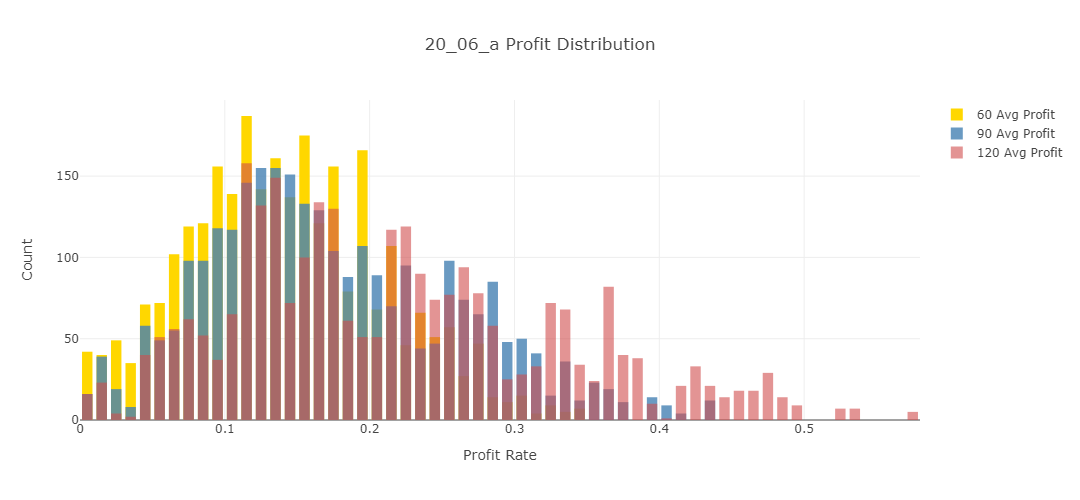 20_06_a Profit Distribution
60 Avg Profit
90 Avg Profit
120 Avg Profit
Count
150
100
50
0
0 0.1 0.2 0.3 0.4 0.5
Profit Rate